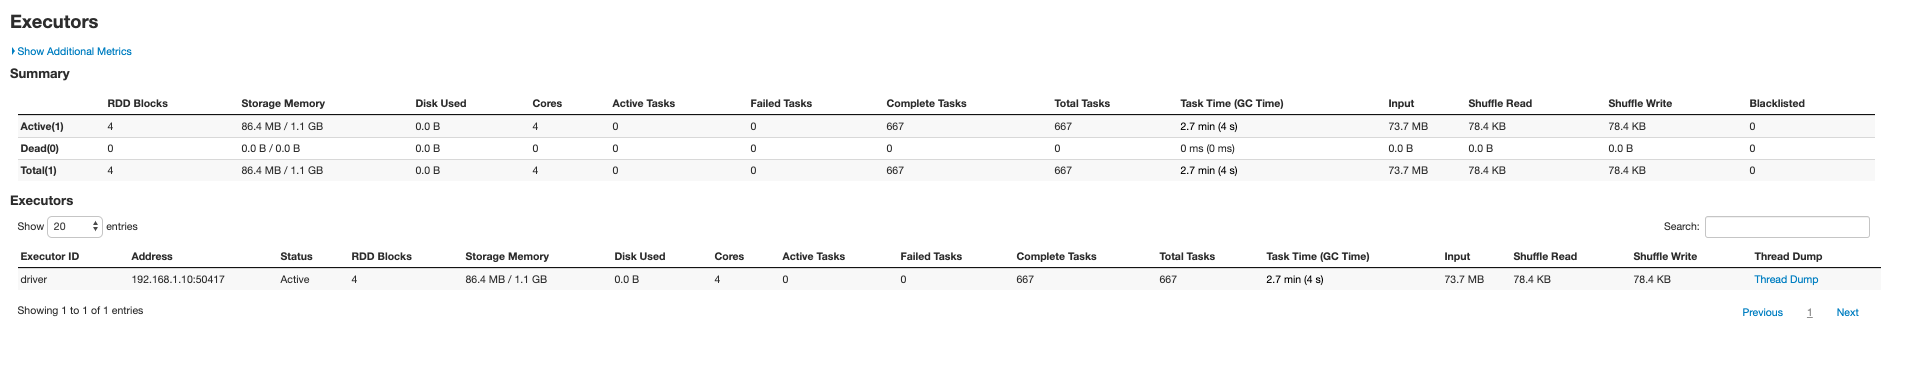 Executors
Show Additional Metrics
Summary
RDD Blocks Storage Memory Disk Used Cores Active Tasks Failed Tasks Complete Tasks Total Tasks Task Time (GC Time) Input Shuffle Read Shuffle Write Blacklisted
Active(1) 4 86.4 MB / 1.1 GB 0.0 B 4 0 0 667 667 2.7 min (4 s) 73.7 MB 78.4 KB 78.4 KB 0
Dead(0) 0 0.0 B / 0.0 B 0.0 B 0 0 0 0 0 0 ms (0 ms) 0.0 B 0.0 B 0.0 B 0
Total(1) 4 86.4 MB / 1.1 GB 0.0 B 4 0 0 667 667 2.7 min (4 s) 73.7 MB 78.4 KB 78.4 KB 0
Executors
Show 20 entries Search:
Executor ID Address Status RDD Blocks Storage Memory Disk Used Cores Active Tasks Failed Tasks Complete Tasks Total Tasks Task Time (GC Time) Input Shuffle Read Shuffle Write Thread Dump
driver 192.168.1.10:50417 Active 4 86.4 MB / 1.1 GB 0.0 B 4 0 0 667 667 2.7 min (4 s) 73.7 MB 78.4 KB 78.4 KB Thread Dump
Showing 1 to 1 of 1 entries Previous 1 Next